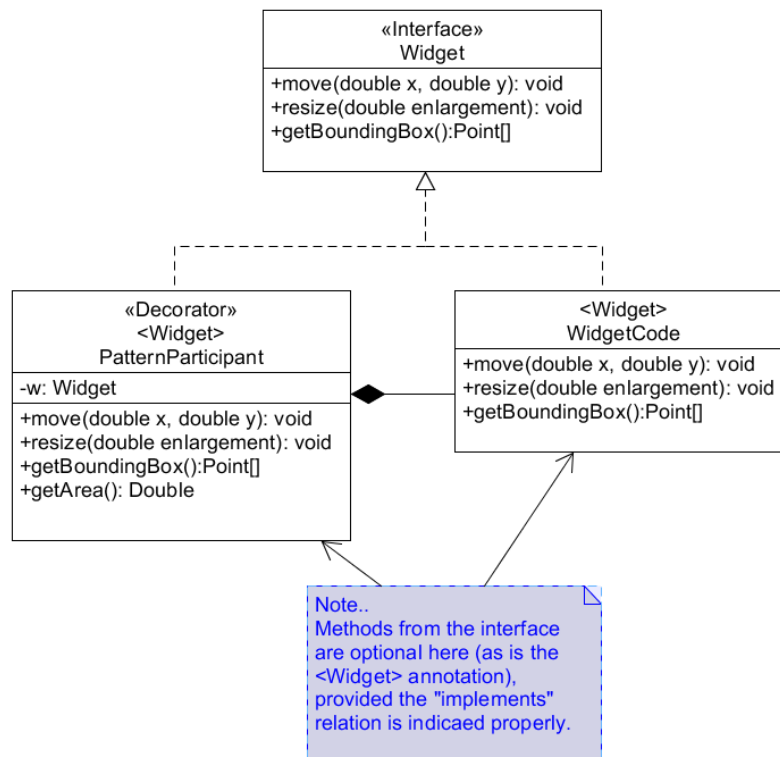 «Interface»
Widget
+move(double x, double y): void
+resize(double enlargement): void
+getBoundingBox():Point[]
«Decorator»
<Widget>
PatternParticipant
-w: Widget
+move(double x, double y): void
+resize(double enlargement): void
+getBoundingBox():Point[]
+getArea(): Double
<Widget>
WidgetCode
+move(double x, double y): void
+resize(double enlargement): void
+getBoundingBox():Point[]
Note..
Methods from the interface
are optional here (as is the
<Widget> annotation),
provided the "implements"
relation is indicaed properly.